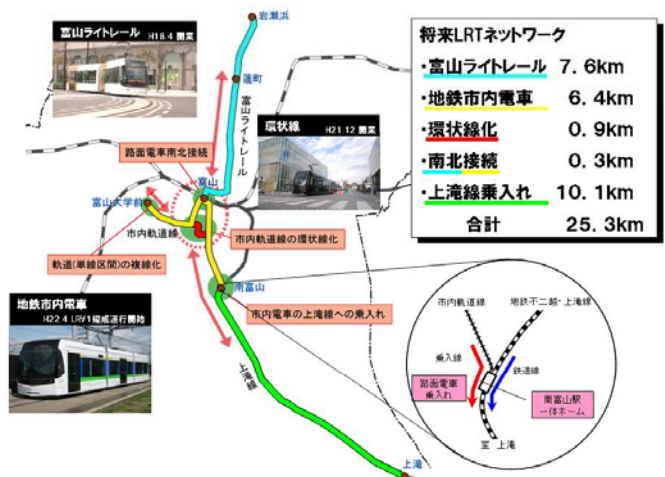 岩瀬浜
富山ライトレール H18.4 開業
蓮町
富山ライトレール
環状線
H21.12 開業
路面電車南北接続
富山
富山大学前
市内軌道線
市内軌道線の環状線化
軌道(単線区間)の複線化
南富山
市内電車の上滝線への乗入れ
地鉄市内電車
H22.4 LRV1編成運行開始
上滝線
上滝
将来LRTネットワーク
・富山ライトレール 7.6km
・地鉄市内電車 6.4km
・環状線化 0.9km
・南北接続 0.3km
・上滝線乗入れ 10.1km
合計 25.3km
市内軌道線
地鉄不二越・上滝線
乗入線
鉄道線
路面電車
乗入れ
南富山駅
一体ホーム
至 上滝